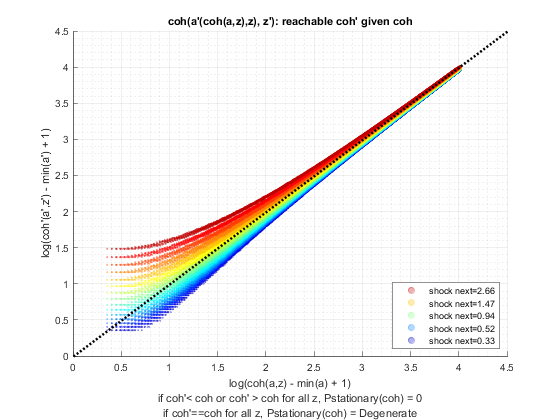 coh(a'(coh(a,z),z), z'): reachable coh' given coh
4.5
4
3.5
3
2.5
2
1.5
1
0.5
0
log(coh'(a',z') - min(a') + 1)
shock next=2.66
shock next=1.47
shock next=0.94
shock next=0.52
shock next=0.33
0 0.5 1 1.5 2 2.5 3 3.5 4 4.5
log(coh(a,z) - min(a) + 1)
if coh'< coh or coh' > coh for all z, Pstationary(coh) = 0
if coh'==coh for all z, Pstationary(coh) = Degenerate